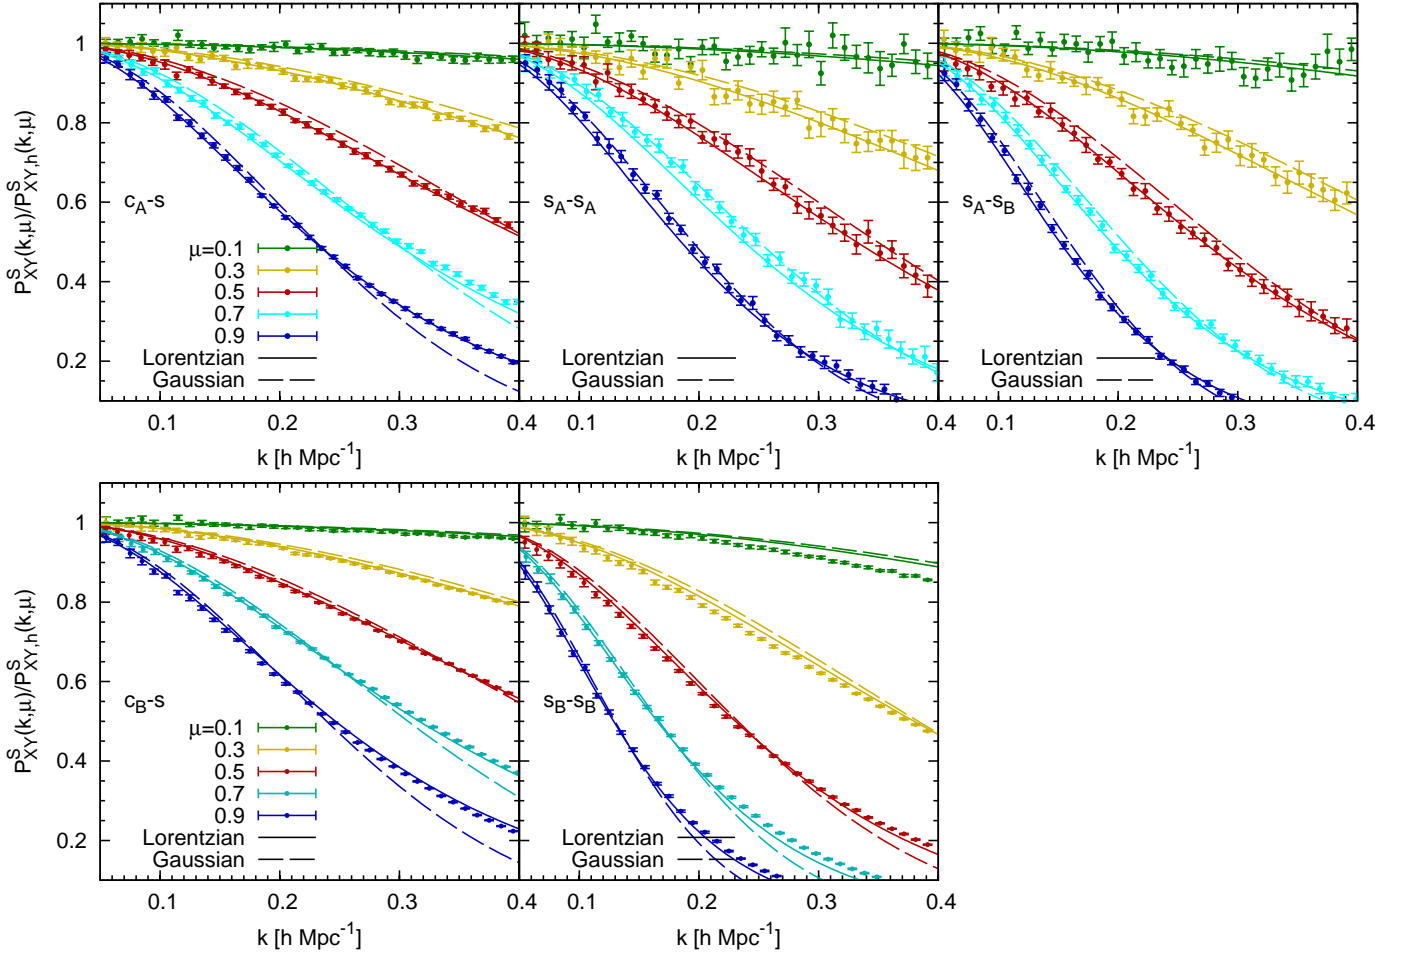 P^S_XY(k,μ)/P^S_XY,h(k,μ)
1
0.8
0.6
0.4
0.2
c_A-s
μ=0.1
0.3
0.5
0.7
0.9
Lorentzian
Gaussian
0.1
0.2
0.3
k [h Mpc^-1]
s_A-s_A
Lorentzian
Gaussian
0.4
0.1
0.2
0.3
k [h Mpc^-1]
s_A-s_B
Lorentzian
Gaussian
0.1
0.2
0.3
0.4
k [h Mpc^-1]
P^S_XY(k,μ)/P^S_XY,h(k,μ)
1
0.8
0.6
0.4
0.2
c_B-s
μ=0.1
0.3
0.5
0.7
0.9
Lorentzian
Gaussian
0.1
0.2
0.3
0.4
k [h Mpc^-1]
s_B-s_B
Lorentzian
Gaussian
0.1
0.2
0.3
0.4
k [h Mpc^-1]